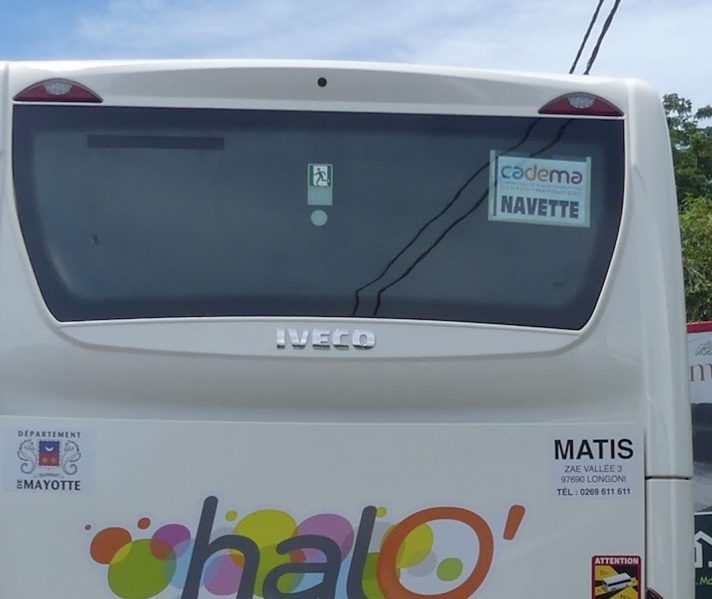 cadema
NAVETTE
IVECO
DÉPARTEMENT
DE MAYOTTE
MATIS
ZAE VALLÉE 3
97690 LONGONI
TÉL : 0269 611 611
halO'
ATTENTION